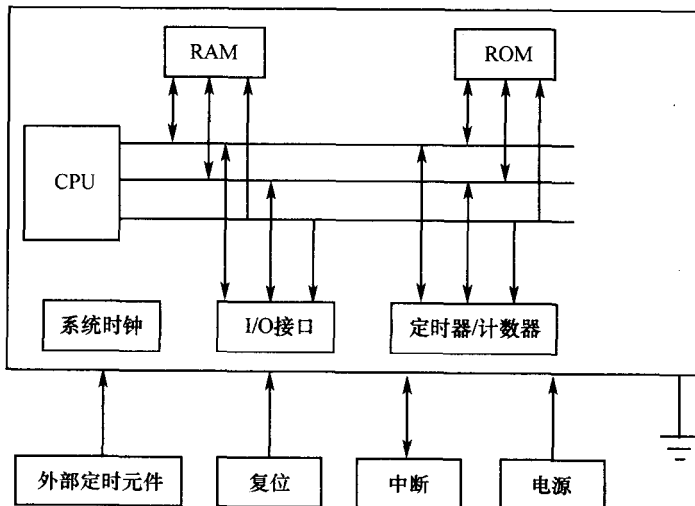 RAM
ROM
CPU
系统时钟
I/O接口
定时器/计数器
外部定时元件
复位
中断
电源